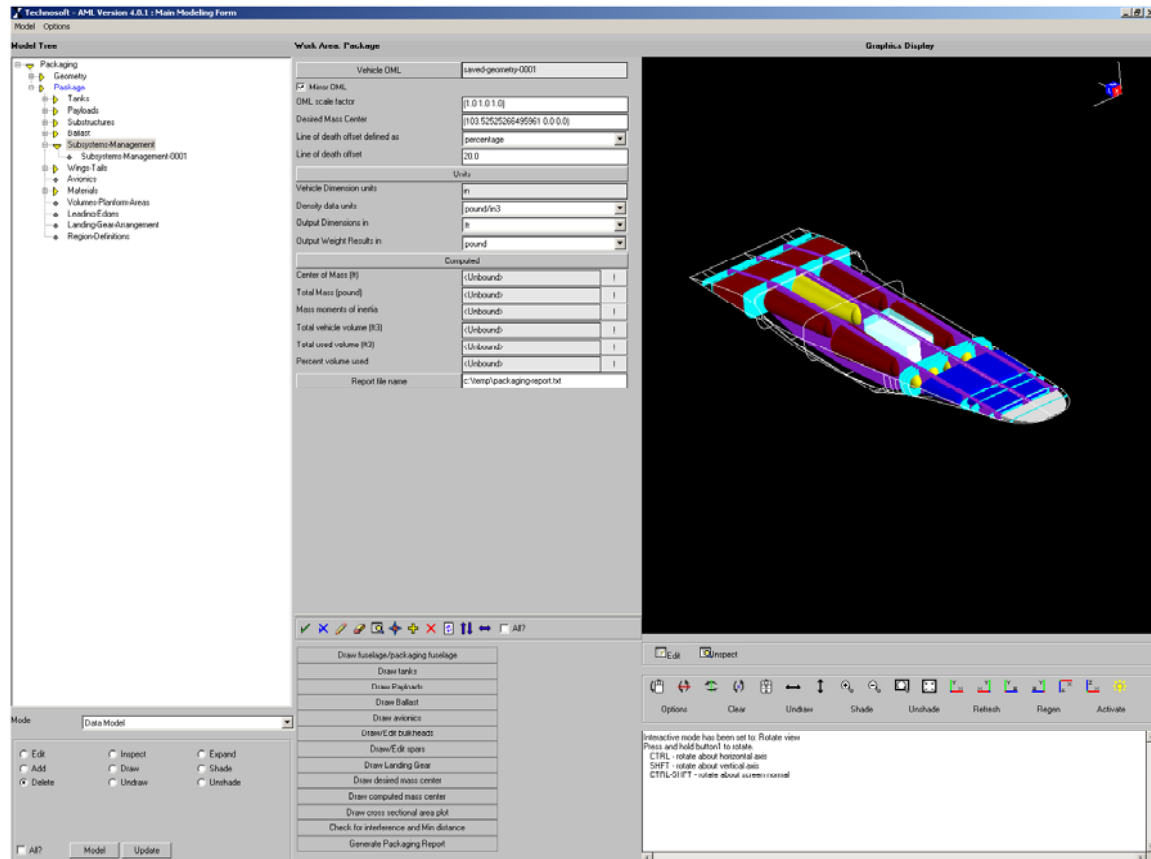 Technosoft - AML Version 4.0.1 : Main Modeling Form
Model Options
Model Tree
Work Area: Package
Graphics Display
Packaging
Geometry
Package
Tanks
Payloads
Substructures
Ballast
Subsystems-Management
Subsystems-Management-0001
Wings-Tails
Avionics
Materials
Volumes-Planform-Areas
Leading-Edges
Landing-Gear-Arrangement
Region-Definitions
Vehicle OML saved-geometry-0001
Mirror OML
OML scale factor (1.0 1.0 1.0)
Desired Mass Center (103.52525266495961 0.0 0.0)
Line of death offset defined as percentage
Line of death offset 20.0
Units
Vehicle Dimension units in
Density data units pound/in3
Output Dimensions in ft
Output Weight Results in pound
Computed
Center of Mass (ft) <Unbound> !
Total Mass (pound) <Unbound> !
Mass moments of inertia <Unbound> !
Total vehicle volume (ft3) <Unbound> !
Total used volume (ft3) <Unbound> !
Percent volume used <Unbound> !
Report file name c:\temp\packaging-report.txt
All?
Draw fuselage/packaging fuselage
Draw tanks
Draw Payloads
Draw Ballast
Draw avionics
Draw/Edit bulkheads
Draw/Edit spars
Draw Landing Gear
Draw desired mass center
Draw computed mass center
Draw cross sectional area plot
Check for interference and Min distance
Generate Packaging Report
Mode Data Model
Edit Inspect Expand
Add Draw Shade
Delete Undraw Unshade
All? Model Update
Edit Inspect
Options Clear Undraw Shade Unshade Refresh Regen Activate
Interactive mode has been set to: Rotate view
Press and hold button1 to rotate.
CTRL - rotate about horizontal axis
SHFT - rotate about vertical axis
CTRL-SHFT - rotate about screen normal